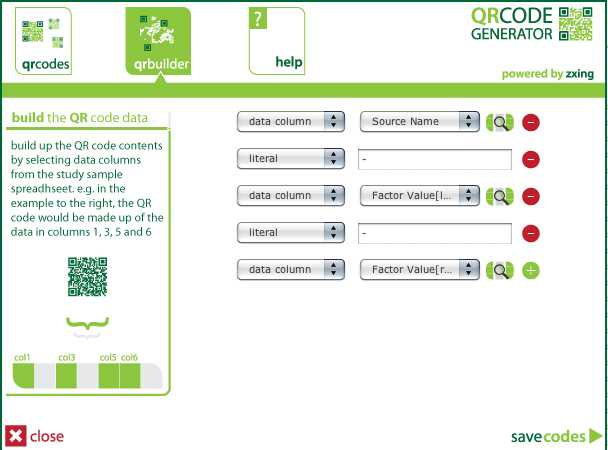 qrcodes
qrbuilder
?
help
QRCODE
GENERATOR
powered by zxing
build the QR code data...
build up the QR code contents
by selecting data columns
from the study sample
spreadhseet. e.g. in the
example to the right, the QR
code would be made up of the
data in columns 1, 3, 5 and 6
col1 col3 col5 col6
data column Source Name
literal -
data column Factor Value[l...
literal -
data column Factor Value[r...
close
savecodes